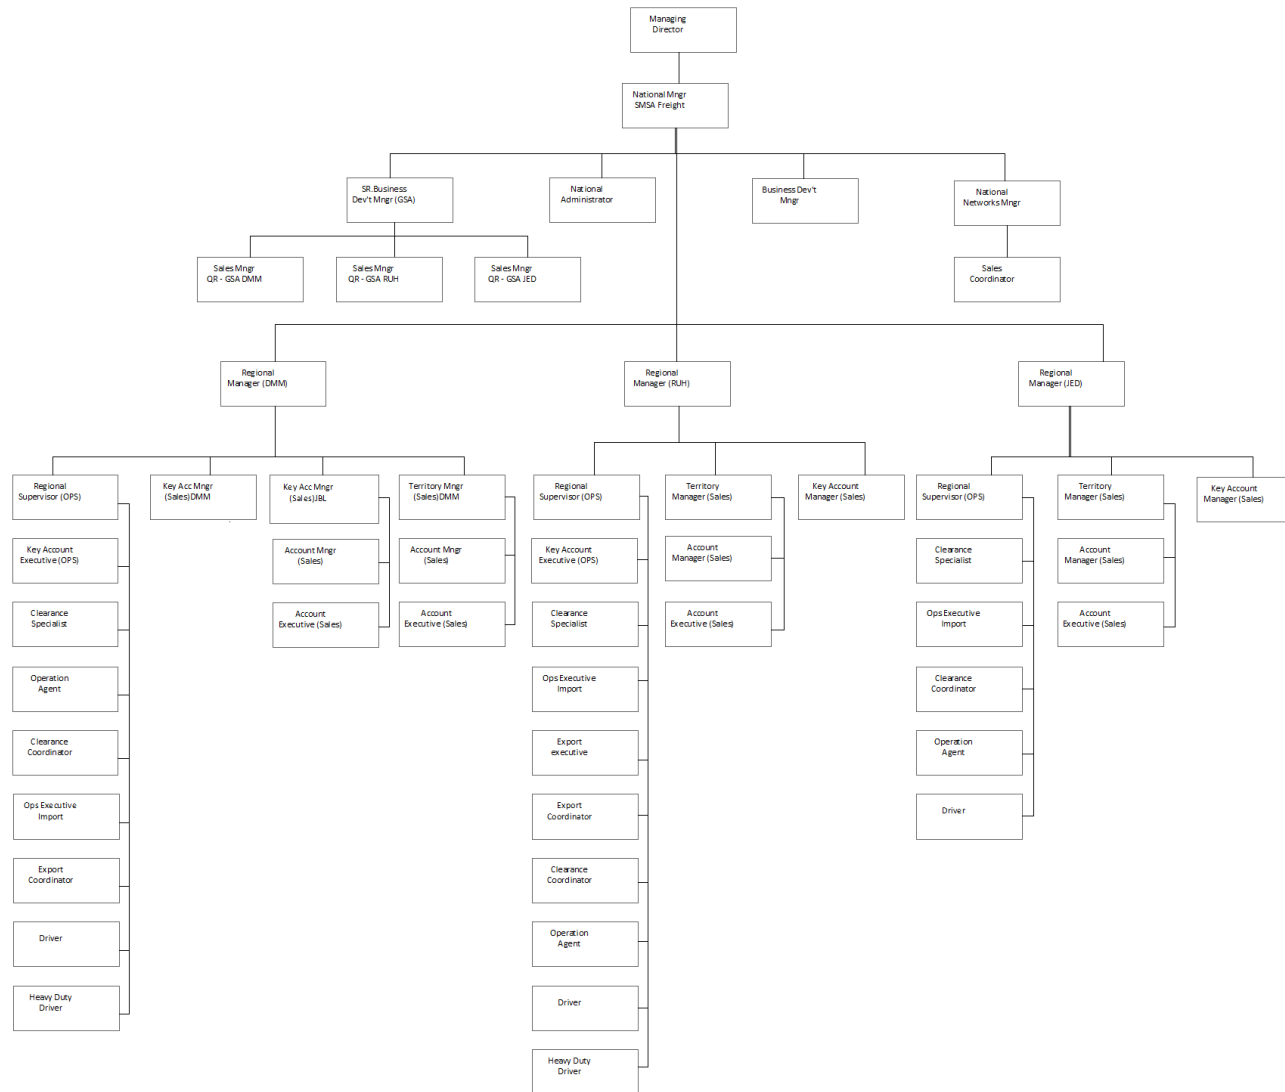 Managing
Director
National Mngr
SMSA Freight
SR.Business
Dev't Mngr (GSA)
National
Administrator
Business Dev't
Mngr
National
Networks Mngr
Sales Mngr
QR - GSA DMM
Sales Mngr
QR - GSA RUH
Sales Mngr
QR - GSA JED
Sales
Coordinator
Regional
Manager (DMM)
Regional
Manager (RUH)
Regional
Manager (JED)
Regional
Supervisor (OPS)
Key Account
Executive (OPS)
Clearance
Specialist
Operation
Agent
Clearance
Coordinator
Ops Executive
Import
Export
Coordinator
Driver
Heavy Duty
Driver
Key Acc Mngr
(Sales)DMM
Key Acc Mngr
(Sales)JBL
Account Mngr
(Sales)
Account
Executive (Sales)
Territory Mngr
(Sales)DMM
Account Mngr
(Sales)
Account
Executive (Sales)
Regional
Supervisor (OPS)
Key Account
Executive (OPS)
Clearance
Specialist
Ops Executive
Import
Export
executive
Export
Coordinator
Clearance
Coordinator
Operation
Agent
Driver
Heavy Duty
Driver
Territory
Manager (Sales)
Account
Manager (Sales)
Account
Executive (Sales)
Key Account
Manager (Sales)
Regional
Supervisor (OPS)
Clearance
Specialist
Ops Executive
Import
Clearance
Coordinator
Operation
Agent
Driver
Territory
Manager (Sales)
Account
Manager (Sales)
Account
Executive (Sales)
Key Account
Manager (Sales)